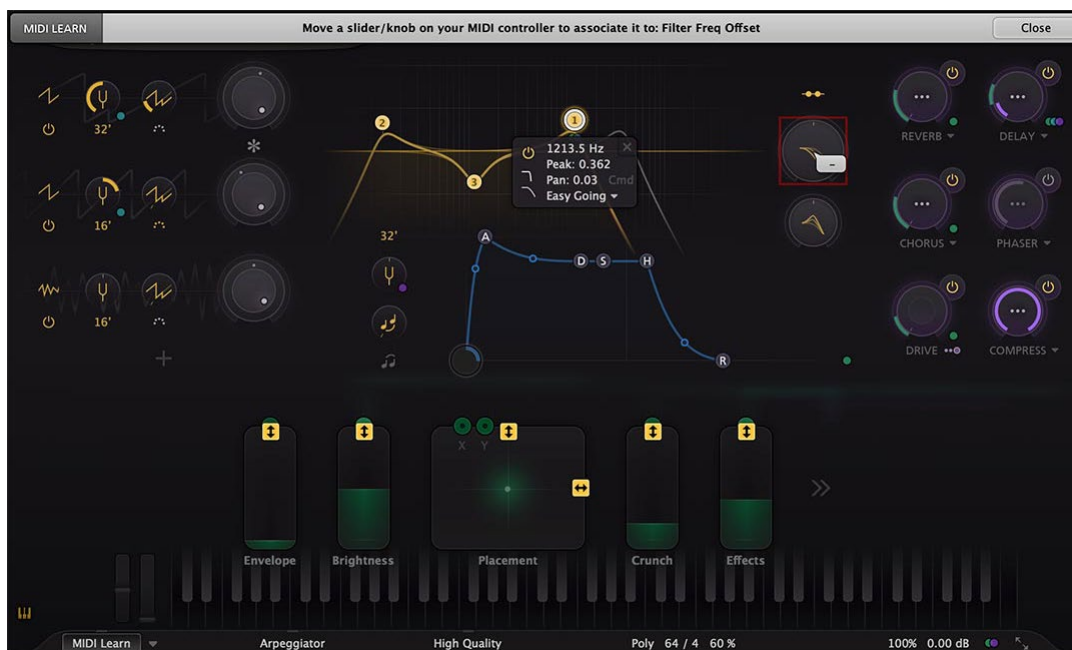 MIDI LEARN
Move a slider/knob on your MIDI controller to associate it to: Filter Freq Offset
Close
32'
16'
16'
2
1
3
1213.5 Hz
Peak: 0.362
Pan: 0.03 Cmd
Easy Going
-
REVERB
DELAY
CHORUS
PHASER
DRIVE
COMPRESS
32'
A
D
S
H
R
X Y
Envelope
Brightness
Placement
Crunch
Effects
MIDI Learn
Arpeggiator
High Quality
Poly 64 / 4 60 %
100% 0.00 dB